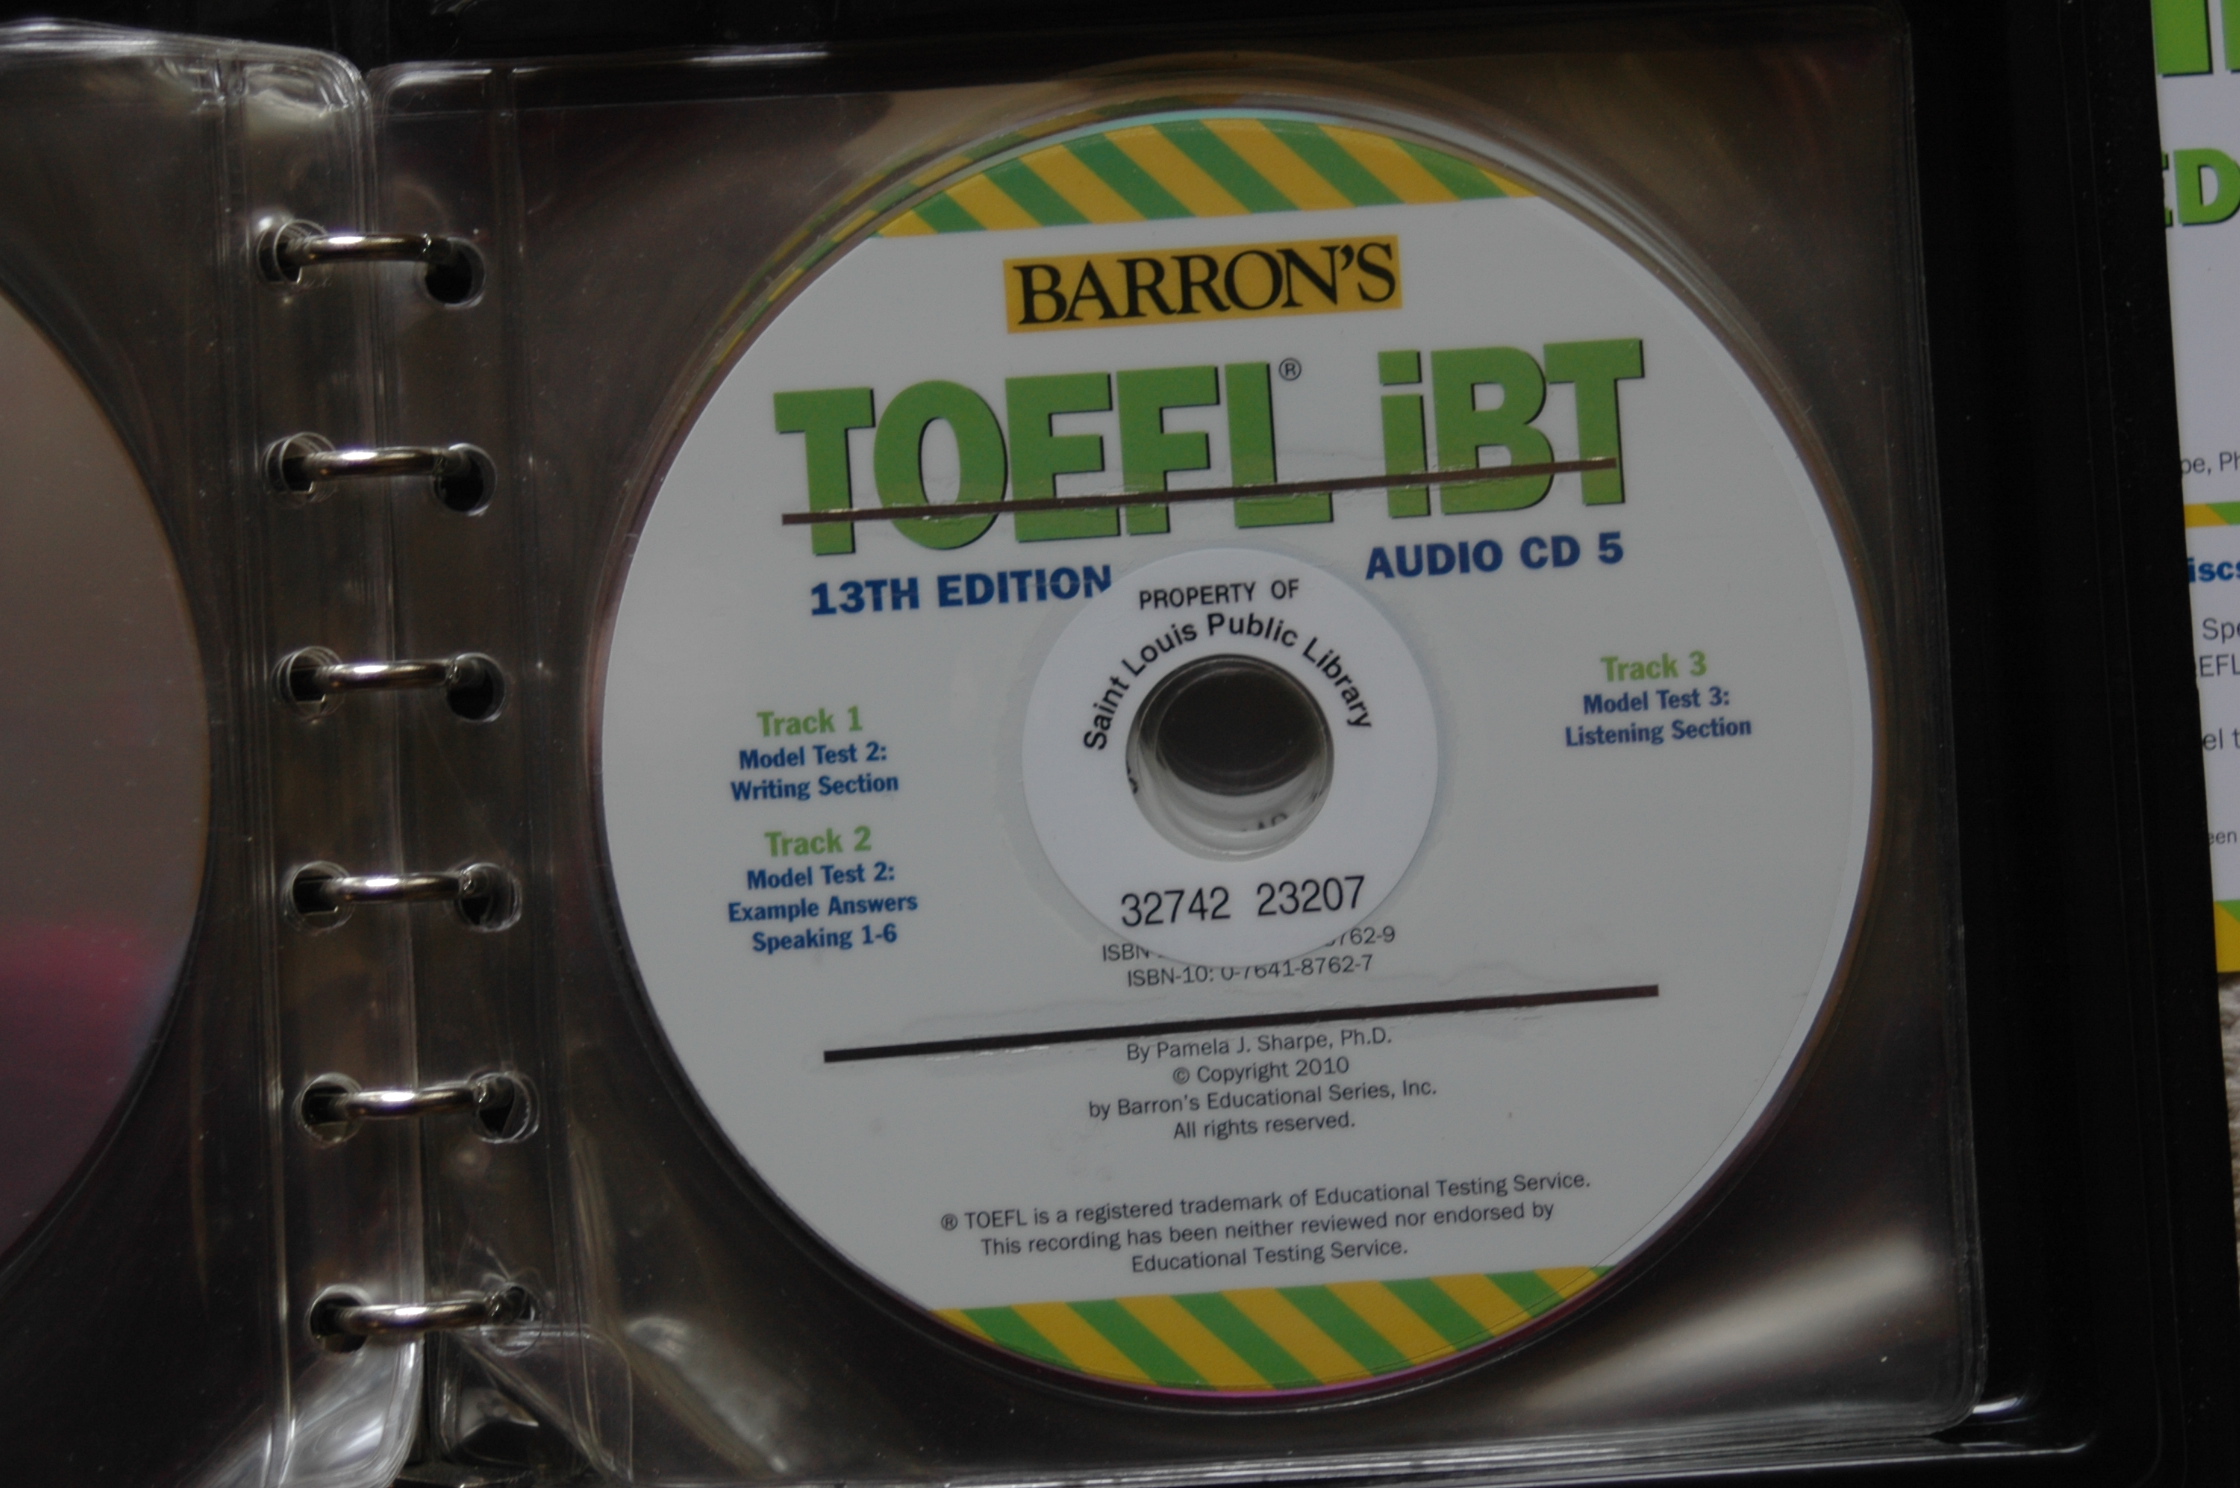 BARRON'S
TOEFL® iBT
13TH EDITION AUDIO CD 5
PROPERTY OF
Saint Louis Public Library
32742 23207
Track 1
Model Test 2:
Writing Section
Track 2
Model Test 2:
Example Answers
Speaking 1-6
Track 3
Model Test 3:
Listening Section
ISBN 762-9
ISBN-10: 0-7641-8762-7
By Pamela J. Sharpe, Ph.D.
© Copyright 2010
by Barron's Educational Series, Inc.
All rights reserved.
® TOEFL is a registered trademark of Educational Testing Service.
This recording has been neither reviewed nor endorsed by
Educational Testing Service.